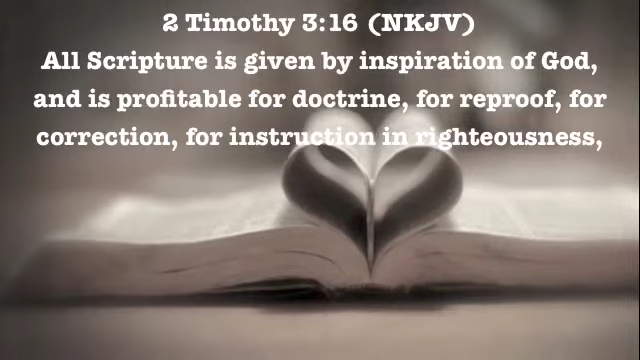 2 Timothy 3:16 (NKJV)
All Scripture is given by inspiration of God,
and is profitable for doctrine, for reproof, for
correction, for instruction in righteousness,